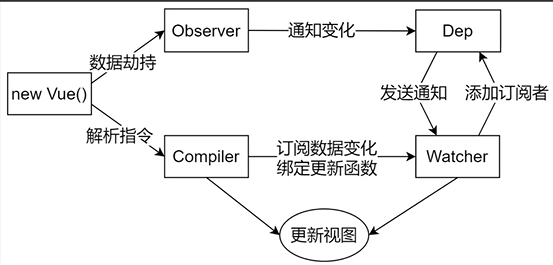 Observer
通知变化
Dep
数据劫持
new Vue()
发送通知
添加订阅者
解析指令
Compiler
订阅数据变化
绑定更新函数
Watcher
更新视图